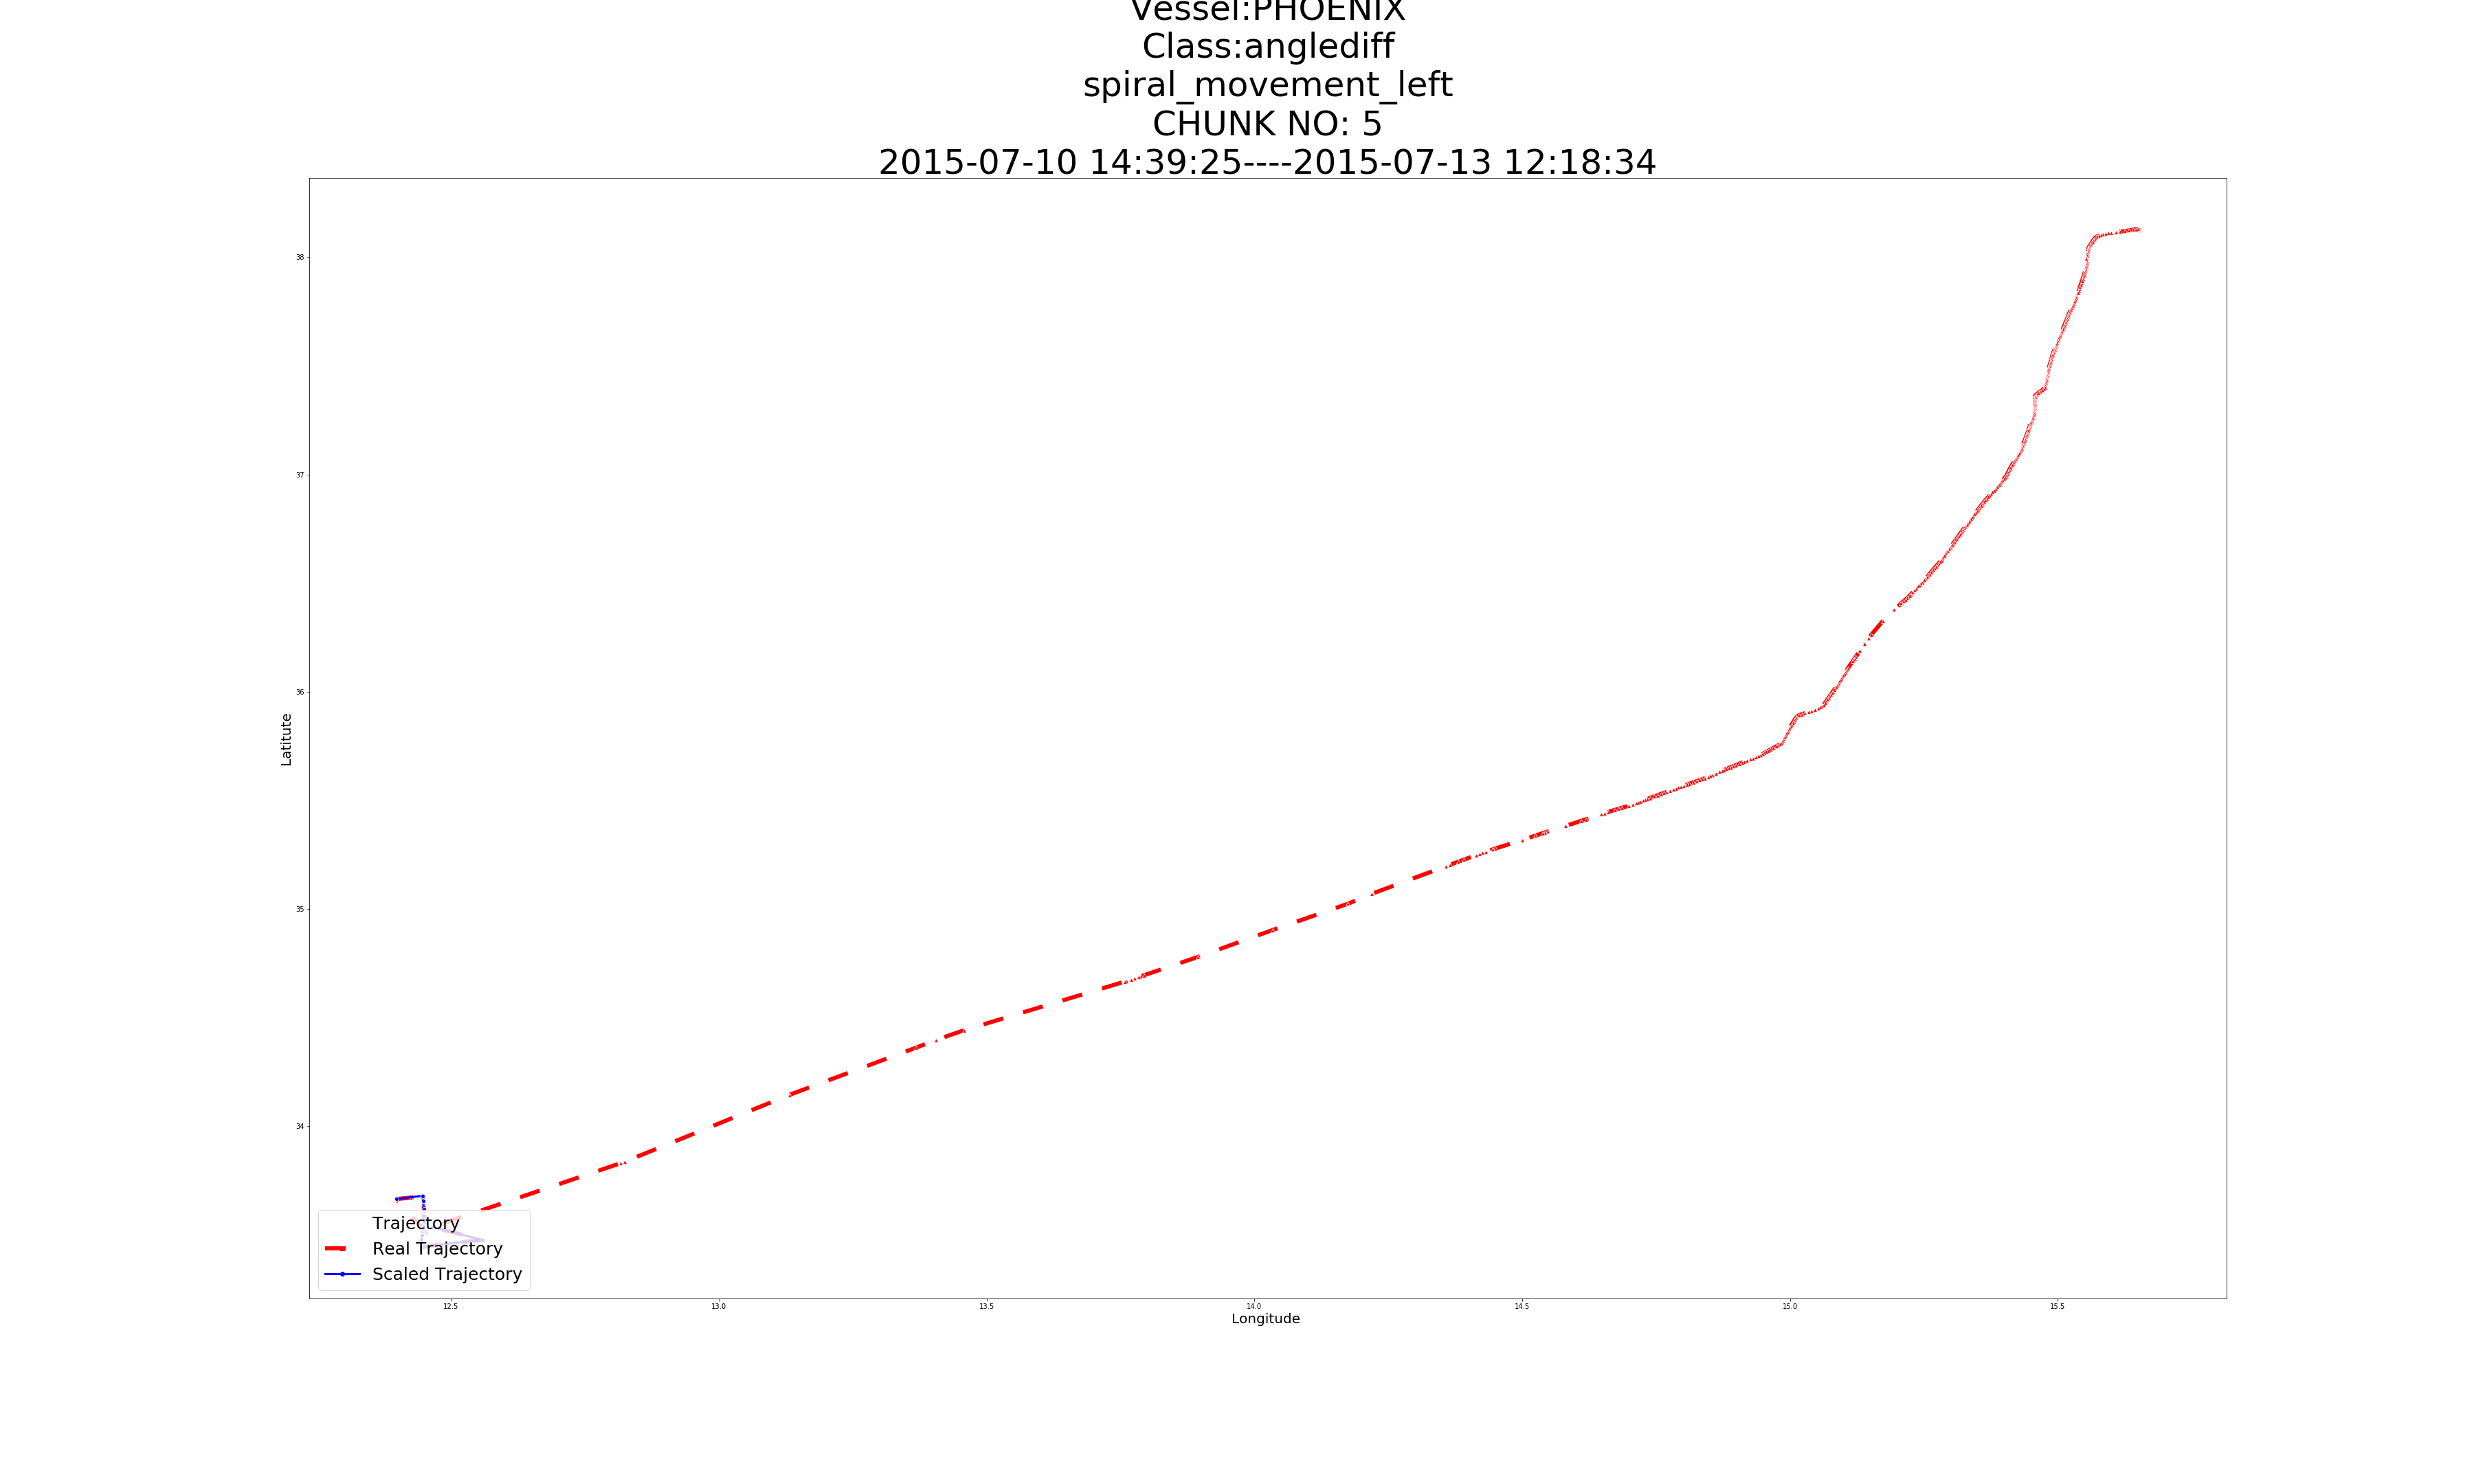 Vessel:PHOENIX
Class:anglediff
spiral_movement_left
CHUNK NO: 5
2015-07-10 14:39:25----2015-07-13 12:18:34
38
37
36
35
34
Latitute
12.5
13.0
13.5
14.0
14.5
15.0
15.5
Longitude
Trajectory
Real Trajectory
Scaled Trajectory